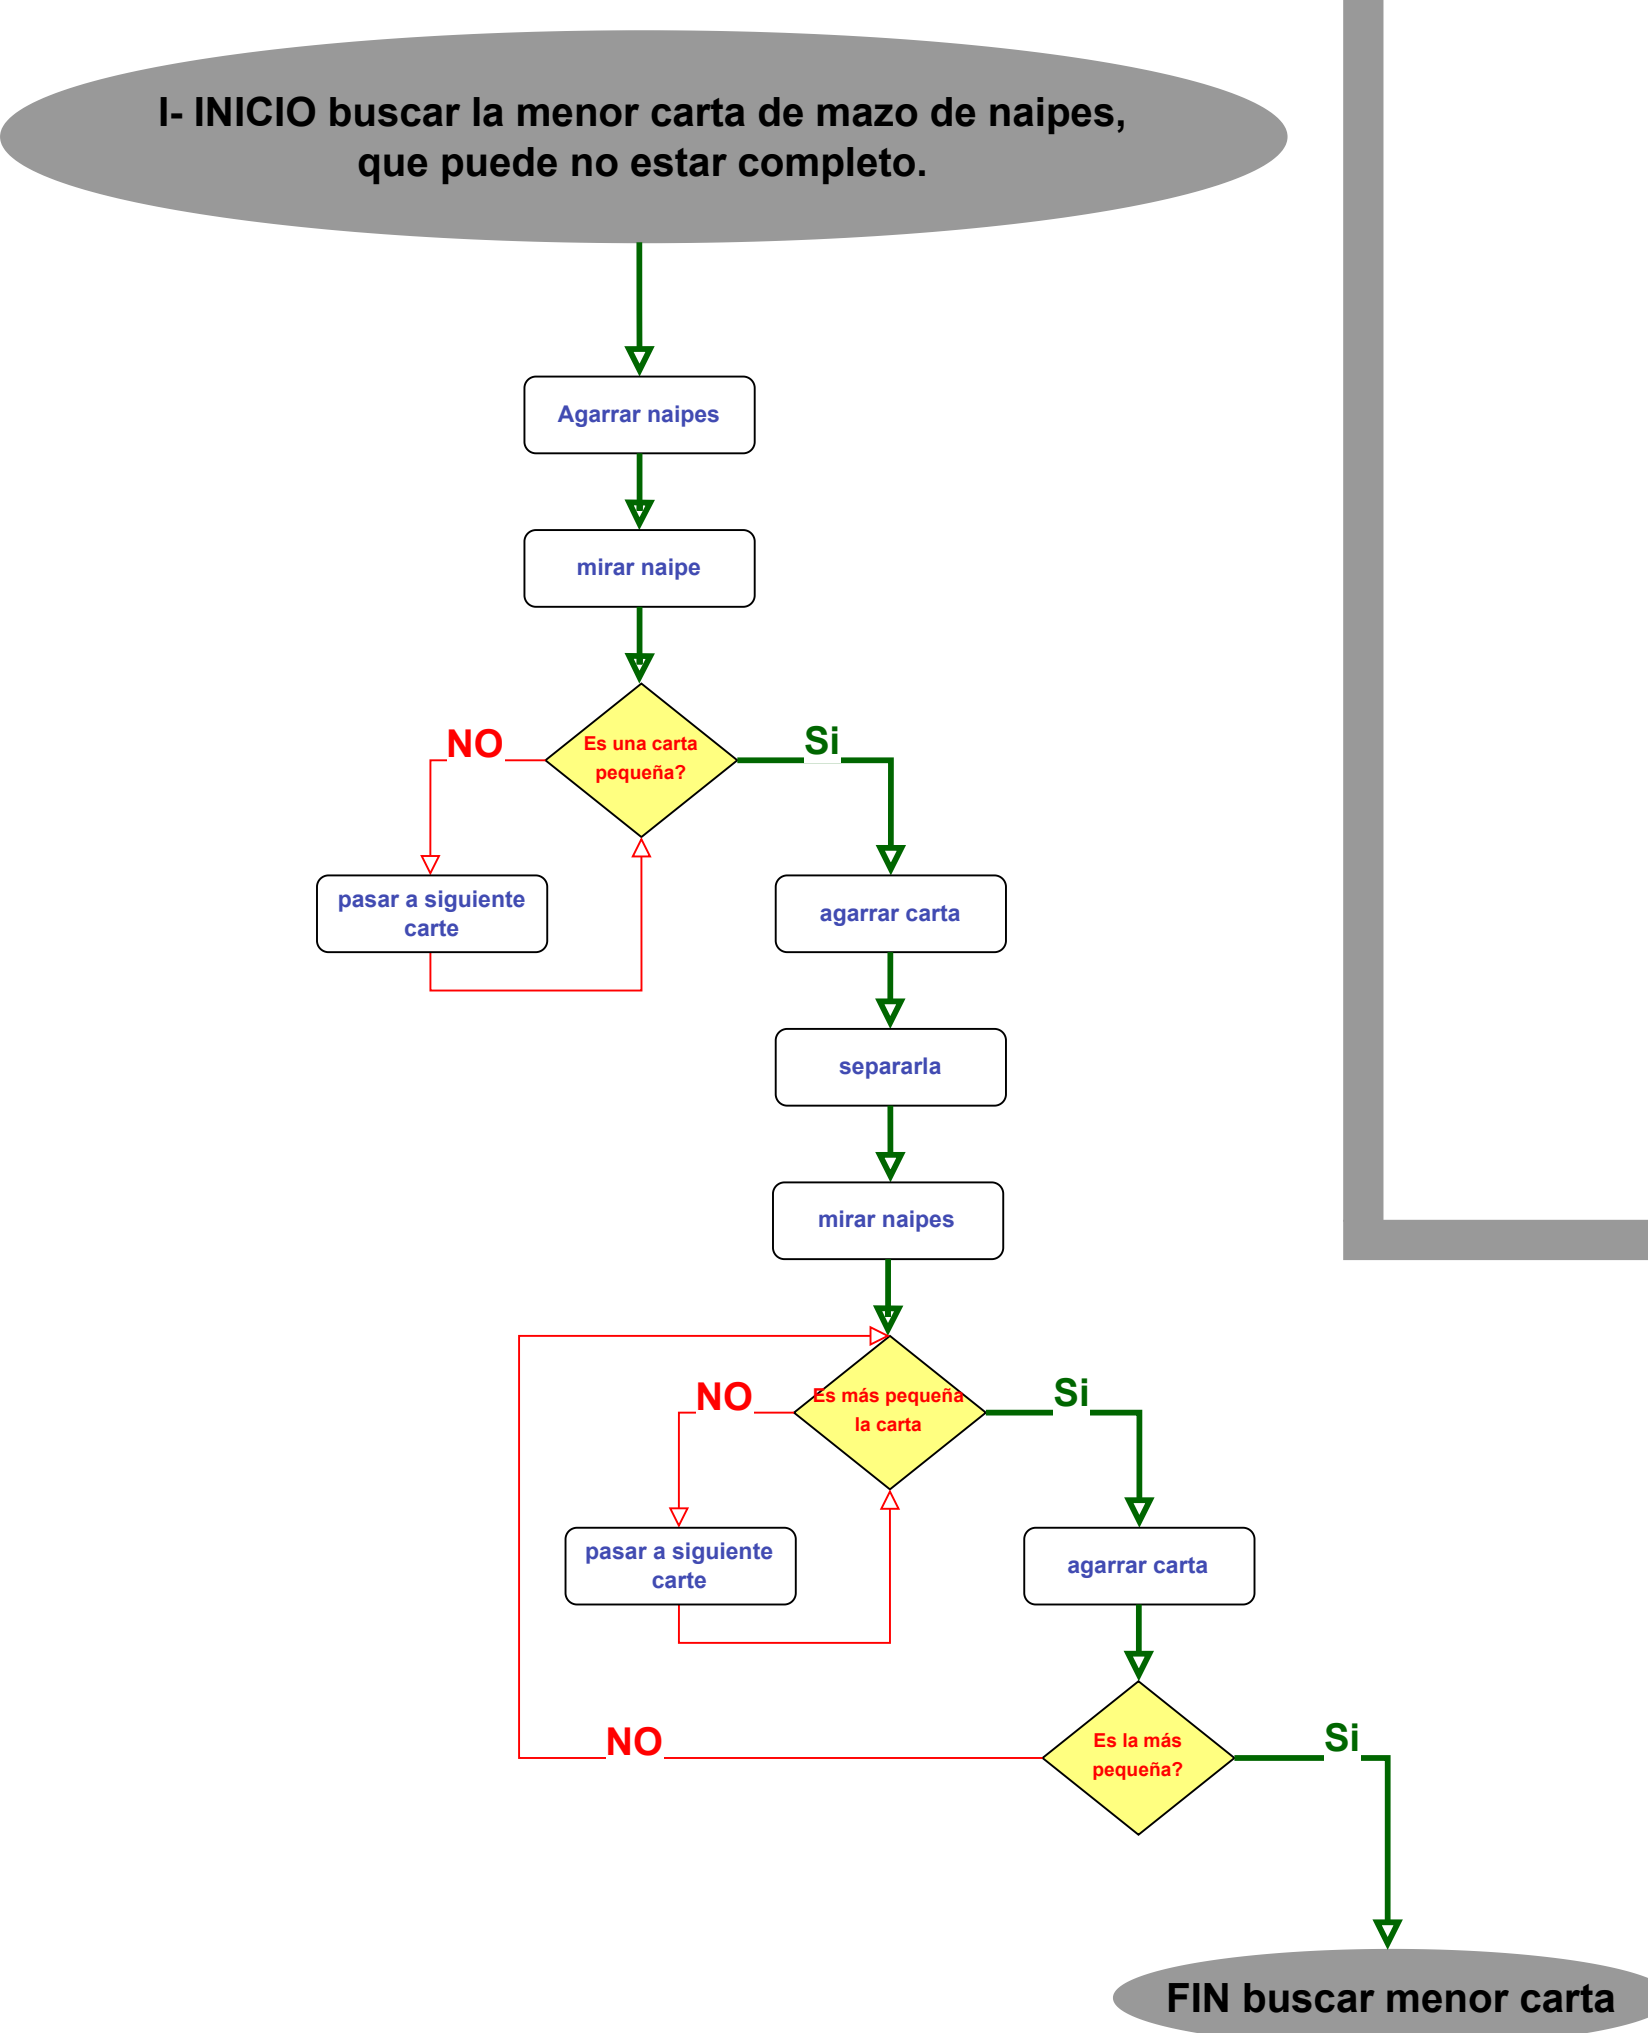 I- INICIO buscar la menor carta de mazo de naipes,
que puede no estar completo.
Agarrar naipes
mirar naipe
Es una carta
pequeña?
NO
Si
pasar a siguiente
carte
agarrar carta
separarla
mirar naipes
Es más pequeña
la carta
NO
Si
pasar a siguiente
carte
agarrar carta
Es la más
pequeña?
NO
Si
FIN buscar menor carta